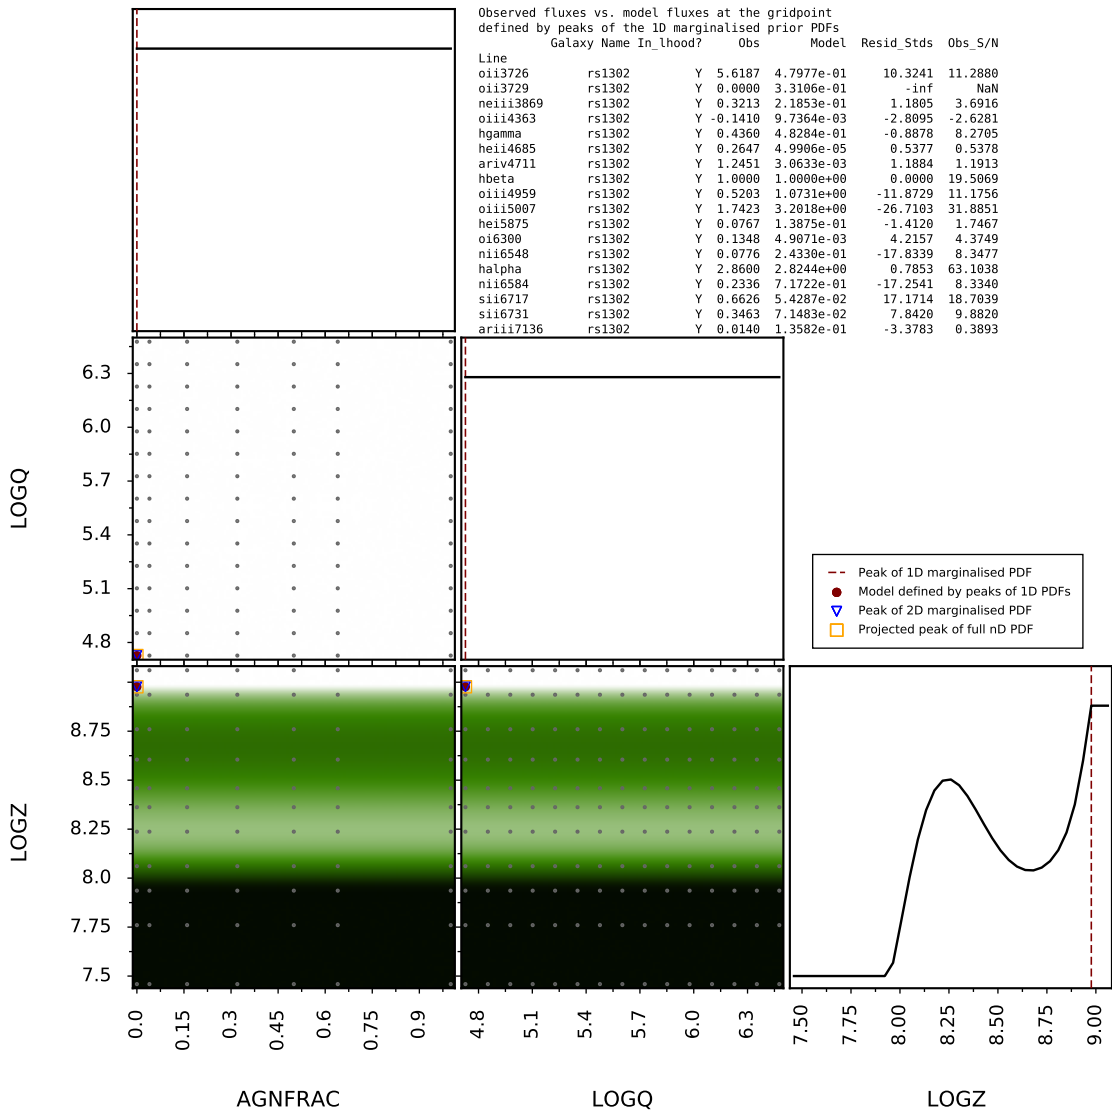 Observed fluxes vs. model fluxes at the gridpoint
defined by peaks of the 1D marginalised prior PDFs
Galaxy Name In_lhood? Obs Model Resid_Stds Obs_S/N
Line
oii3726 rs1302 Y 5.6187 4.7977e-01 10.3241 11.2880
oii3729 rs1302 Y 0.0000 3.3106e-01 -inf NaN
neiii3869 rs1302 Y 0.3213 2.1853e-01 1.1805 3.6916
oiii4363 rs1302 Y -0.1410 9.7364e-03 -2.8095 -2.6281
hgamma rs1302 Y 0.4360 4.8284e-01 -0.8878 8.2705
heii4685 rs1302 Y 0.2647 4.9906e-05 0.5377 0.5378
ariv4711 rs1302 Y 1.2451 3.0633e-03 1.1884 1.1913
hbeta rs1302 Y 1.0000 1.0000e+00 0.0000 19.5069
oiii4959 rs1302 Y 0.5203 1.0731e+00 -11.8729 11.1756
oiii5007 rs1302 Y 1.7423 3.2018e+00 -26.7103 31.8851
hei5875 rs1302 Y 0.0767 1.3875e-01 -1.4120 1.7467
oi6300 rs1302 Y 0.1348 4.9071e-03 4.2157 4.3749
nii6548 rs1302 Y 0.0776 2.4330e-01 -17.8339 8.3477
halpha rs1302 Y 2.8600 2.8244e+00 0.7853 63.1038
nii6584 rs1302 Y 0.2336 7.1722e-01 -17.2541 8.3340
sii6717 rs1302 Y 0.6626 5.4287e-02 17.1714 18.7039
sii6731 rs1302 Y 0.3463 7.1483e-02 7.8420 9.8820
ariii7136 rs1302 Y 0.0140 1.3582e-01 -3.3783 0.3893
6.3
6.0
5.7
5.4
5.1
4.8
LOGQ
Peak of 1D marginalised PDF
Model defined by peaks of 1D PDFs
Peak of 2D marginalised PDF
Projected peak of full nD PDF
8.75
8.5
8.25
8.0
7.75
7.5
LOGZ
0.0 0.15 0.3 0.45 0.6 0.75 0.9
4.8 5.1 5.4 5.7 6.0 6.3
7.50 7.75 8.00 8.25 8.50 8.75 9.00
AGNFRAC LOGQ LOGZ